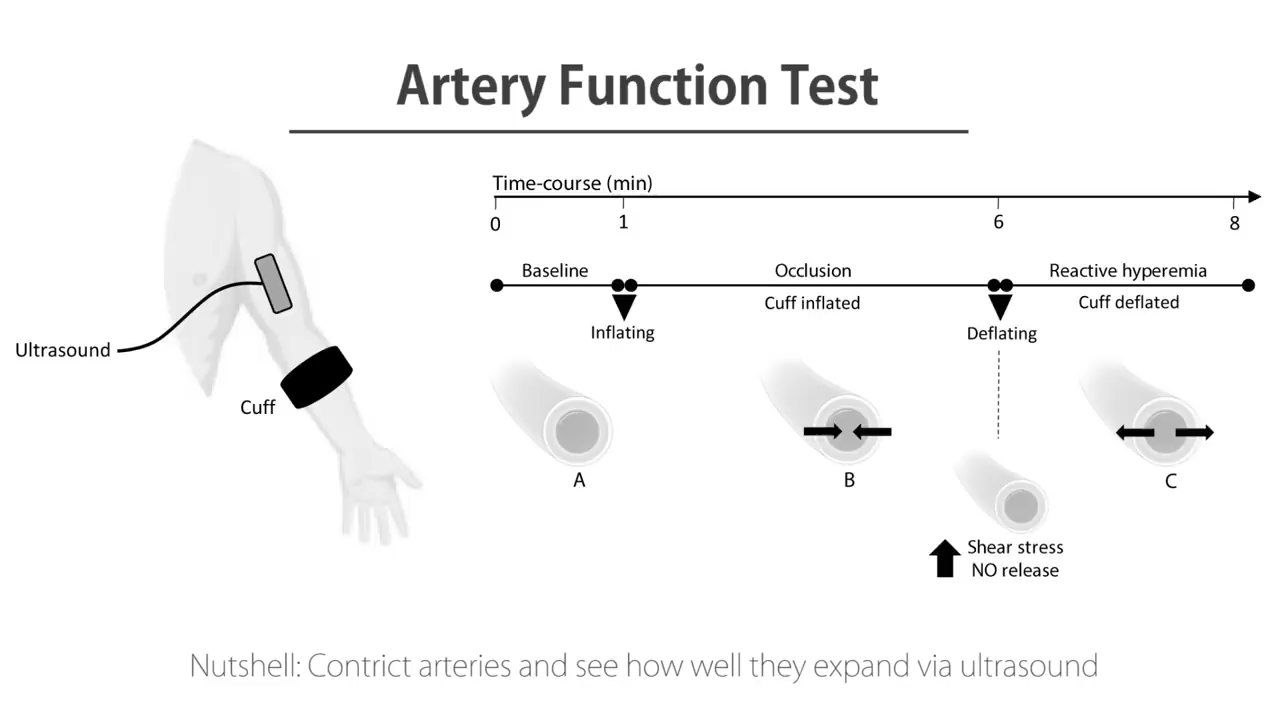 Artery Function Test
Time-course (min)
0 1 6 8
Baseline Occlusion Reactive hyperemia
Cuff inflated Cuff deflated
Inflating Deflating
Ultrasound
Cuff
A B C
Shear stress
NO release
Nutshell: Contrict arteries and see how well they expand via ultrasound